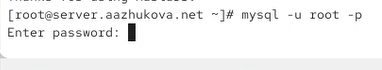 [root@server.aazhukova.net ~]# mysql -u root -p
Enter password: